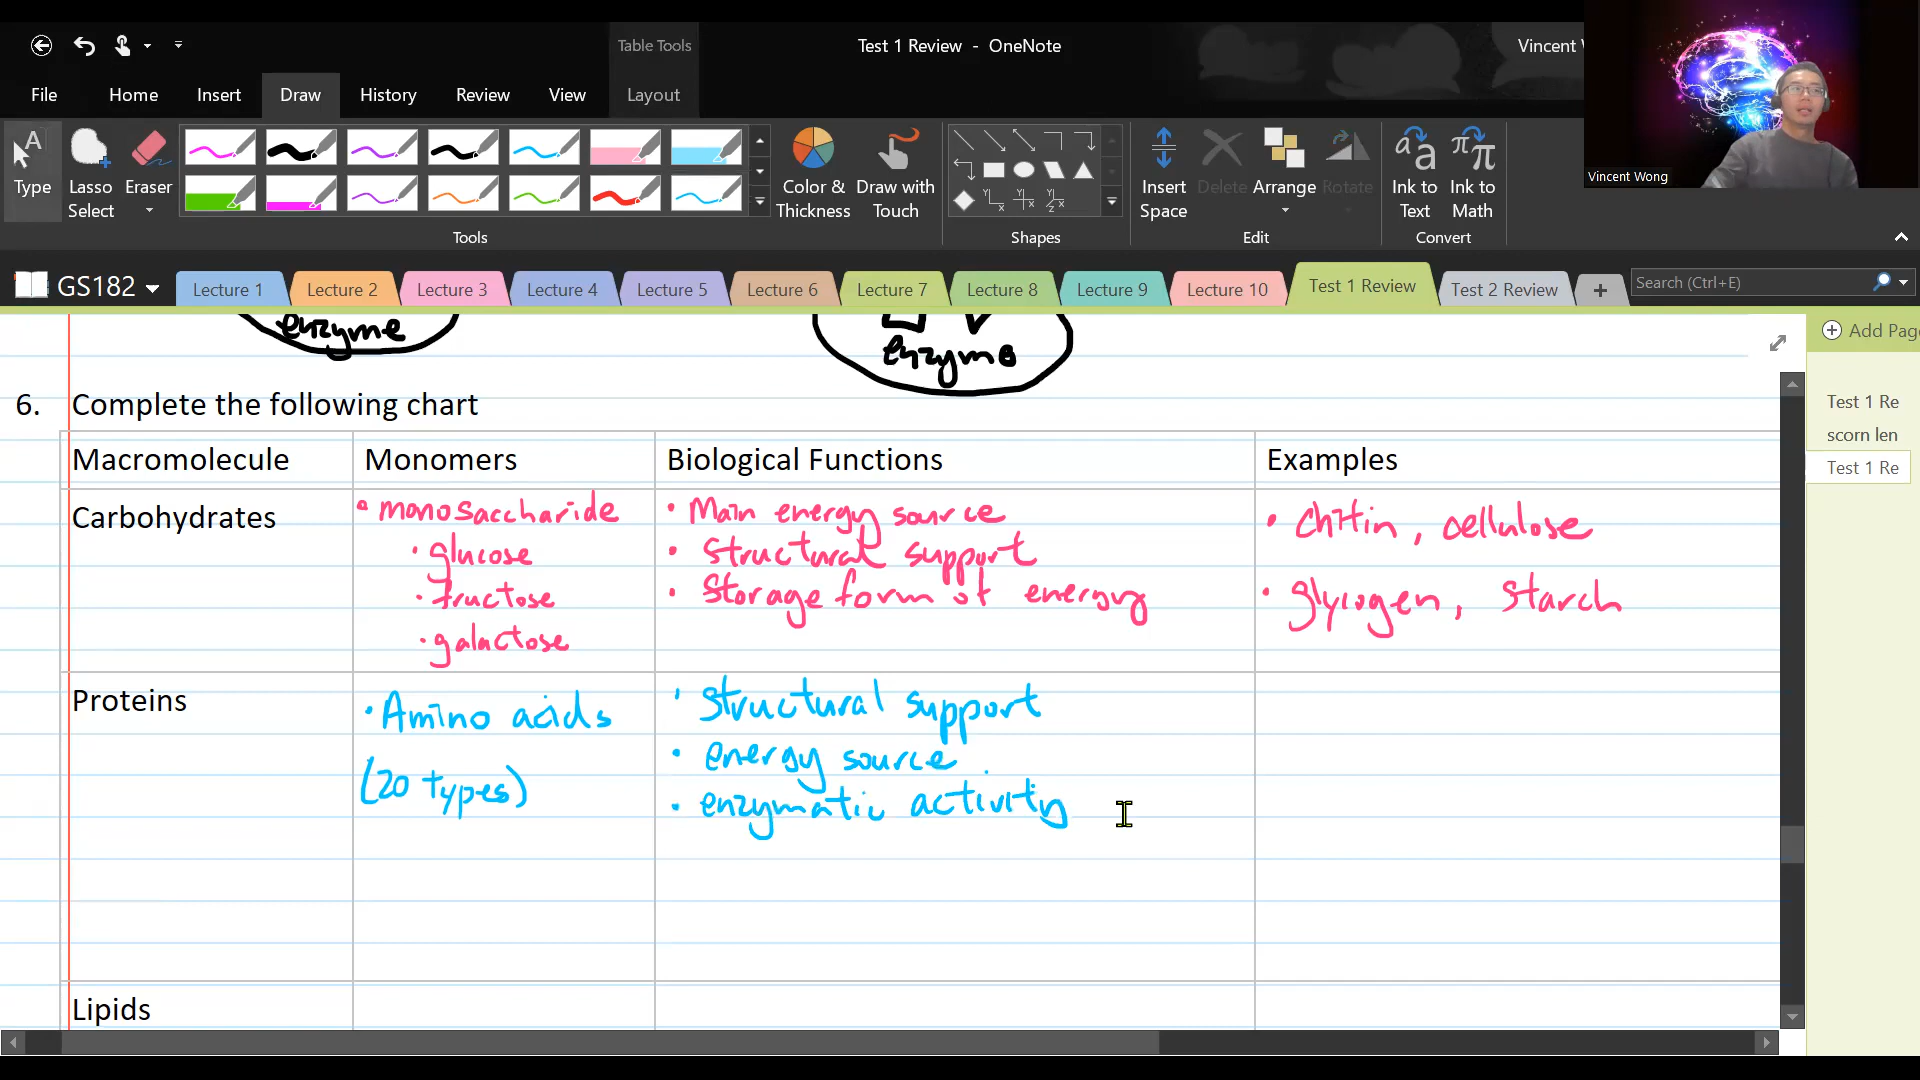 Table Tools
Test 1 Review - OneNote
Vincent W
File
Home
Insert
Draw
History
Review
View
Layout
Type
Lasso
Select
Eraser
Color &
Thickness
Draw with
Touch
Insert
Space
Delete
Arrange
Rotate
Ink to
Text
Ink to
Math
Tools
Shapes
Edit
Convert
Vincent Wong
GS182
Lecture 1
Lecture 2
Lecture 3
Lecture 4
Lecture 5
Lecture 6
Lecture 7
Lecture 8
Lecture 9
Lecture 10
Test 1 Review
Test 2 Review
Search (Ctrl+E)
Add Pag
Test 1 Re
scorn len
Test 1 Re
enzyme
enzyme
6. Complete the following chart
Macromolecule
Monomers
Biological Functions
Examples
Carbohydrates
• monosaccharide
• glucose
• fructose
• galactose
• Main energy source
• Structural support
• Storage form of energy
• Chitin, cellulose
• glycogen, starch
Proteins
• Amino acids
(20 types)
• Structural support
• energy source
• enzymatic activity
Lipids